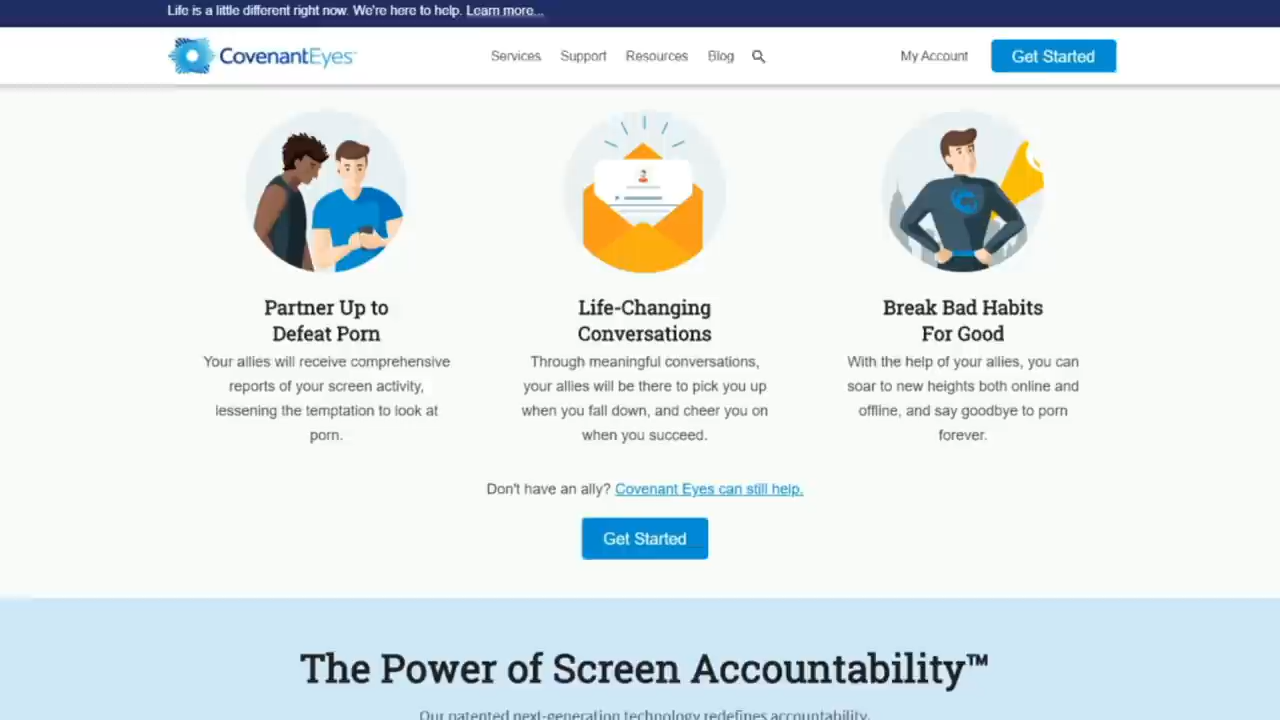 Life is a little different right now. We're here to help. Learn more...
CovenantEyes
Services Support Resources Blog My Account Get Started
Partner Up to
Defeat Porn
Your allies will receive comprehensive
reports of your screen activity,
lessening the temptation to look at
porn.
Life-Changing
Conversations
Through meaningful conversations,
your allies will be there to pick you up
when you fall down, and cheer you on
when you succeed.
Break Bad Habits
For Good
With the help of your allies, you can
soar to new heights both online and
offline, and say goodbye to porn
forever.
Don't have an ally? Covenant Eyes can still help.
Get Started
The Power of Screen Accountability™
Our patented next-generation technology redefines accountability.